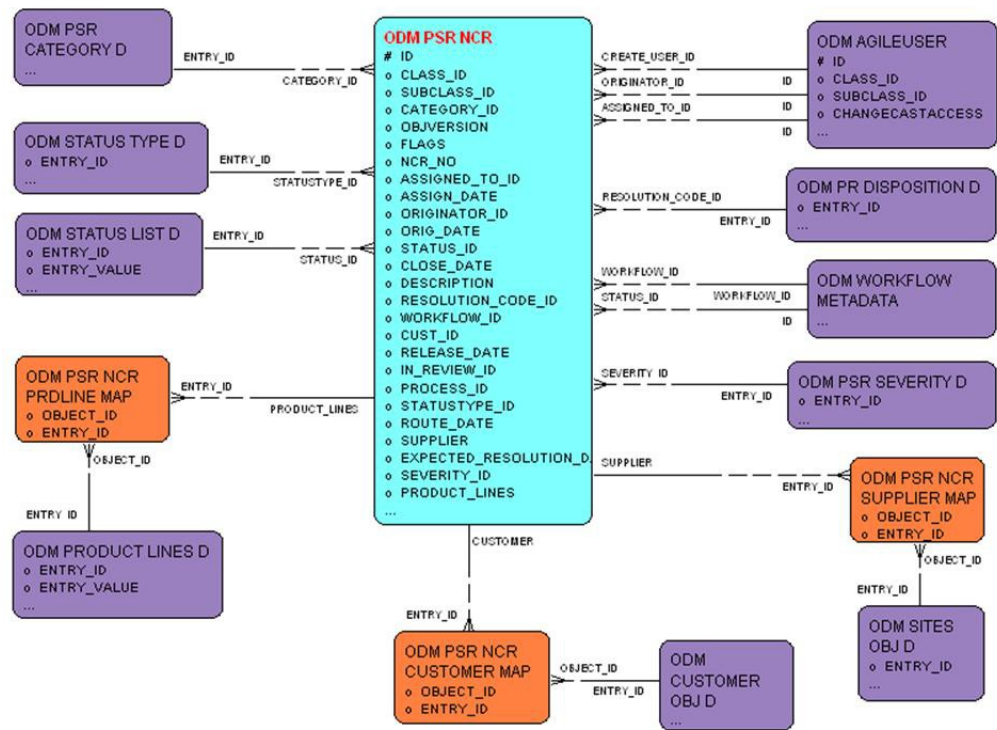 ODM PSR
CATEGORY D
...
ENTRY_ID
CATEGORY_ID
ODM STATUS TYPE D
o ENTRY_ID
...
ENTRY_ID
STATUSTYPE_ID
ODM STATUS LIST D
o ENTRY_ID
o ENTRY_VALUE
...
ENTRY_ID
STATUS_ID
ODM PSR NCR
PRDLINE MAP
o OBJECT_ID
o ENTRY_ID
ENTRY_ID
PRODUCT_LINES
OBJECT_ID
ENTRY ID
ODM PRODUCT LINES D
o ENTRY_ID
o ENTRY_VALUE
...
ODM PSR NCR
# ID
o CLASS_ID
o SUBCLASS_ID
o CATEGORY_ID
o OBJVERSION
o FLAGS
o NCR_NO
o ASSIGNED_TO_ID
o ASSIGN_DATE
o ORIGINATOR_ID
o ORIG_DATE
o STATUS_ID
o CLOSE_DATE
o DESCRIPTION
o RESOLUTION_CODE_ID
o WORKFLOW_ID
o CUST_ID
o RELEASE_DATE
o IN_REVIEW_ID
o PROCESS_ID
o STATUSTYPE_ID
o ROUTE_DATE
o SUPPLIER
o EXPECTED_RESOLUTION_D.
o SEVERITY_ID
o PRODUCT_LINES
...
CREATE_USER_ID
ID
ORIGINATOR_ID
ID
ASSIGNED_TO_ID
ID
ODM AGILEUSER
# ID
o CLASS_ID
o SUBCLASS_ID
o CHANGECASTACCESS
...
RESOLUTION_CODE_ID
ENTRY_ID
ODM PR DISPOSITION D
o ENTRY_ID
...
WORKFLOW_ID
WORKFLOW_ID
STATUS_ID
ID
ODM WORKFLOW
METADATA
...
SEVERITY_ID
ENTRY_ID
ODM PSR SEVERITY D
o ENTRY_ID
...
SUPPLIER
ENTRY_ID
ODM PSR NCR
SUPPLIER MAP
o OBJECT_ID
o ENTRY_ID
OBJECT_ID
ENTRY_ID
ODM SITES
OBJ D
o ENTRY_ID
...
CUSTOMER
ENTRY_ID
ODM PSR NCR
CUSTOMER MAP
o OBJECT_ID
o ENTRY_ID
OBJECT_ID
ENTRY_ID
ODM
CUSTOMER
OBJ D
...